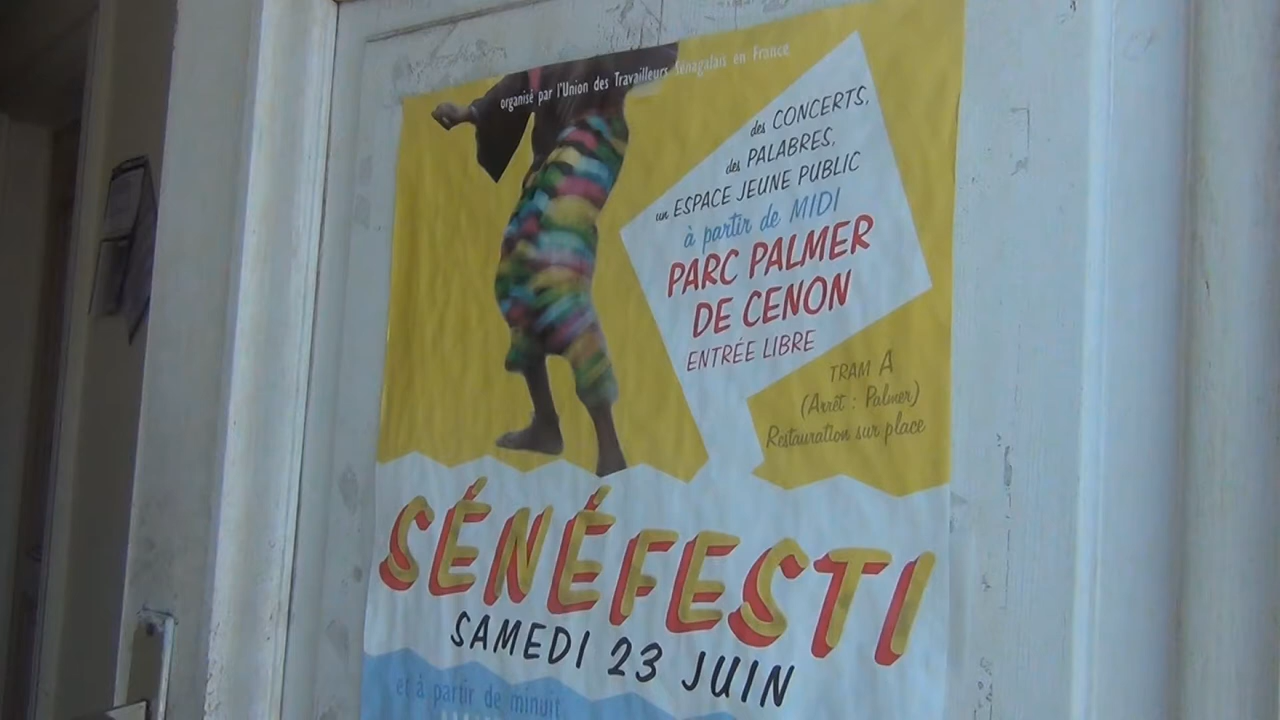 organisé par l'Union des Travailleurs Sénagalais en France
des CONCERTS,
des PALABRES,
un ESPACE JEUNE PUBLIC
à partir de MIDI
PARC PALMER
DE CENON
ENTRÉE LIBRE
TRAM A
(Arrêt : Palmer)
Restauration sur place
SÉNÉFESTI
SAMEDI 23 JUIN
et à partir de minuit